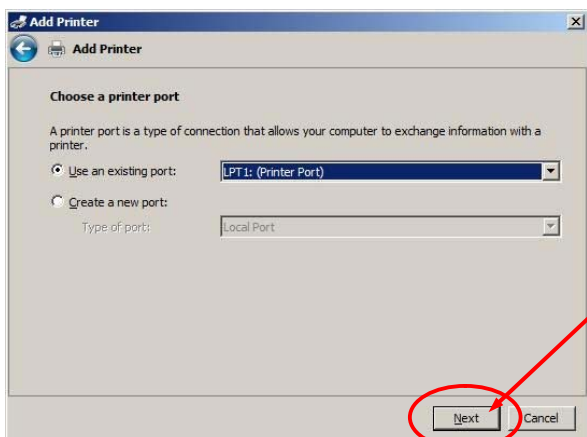 Add Printer
Add Printer
Choose a printer port
A printer port is a type of connection that allows your computer to exchange information with a
printer.
Use an existing port: LPT1: (Printer Port)
Create a new port:
Type of port: Local Port
Next Cancel